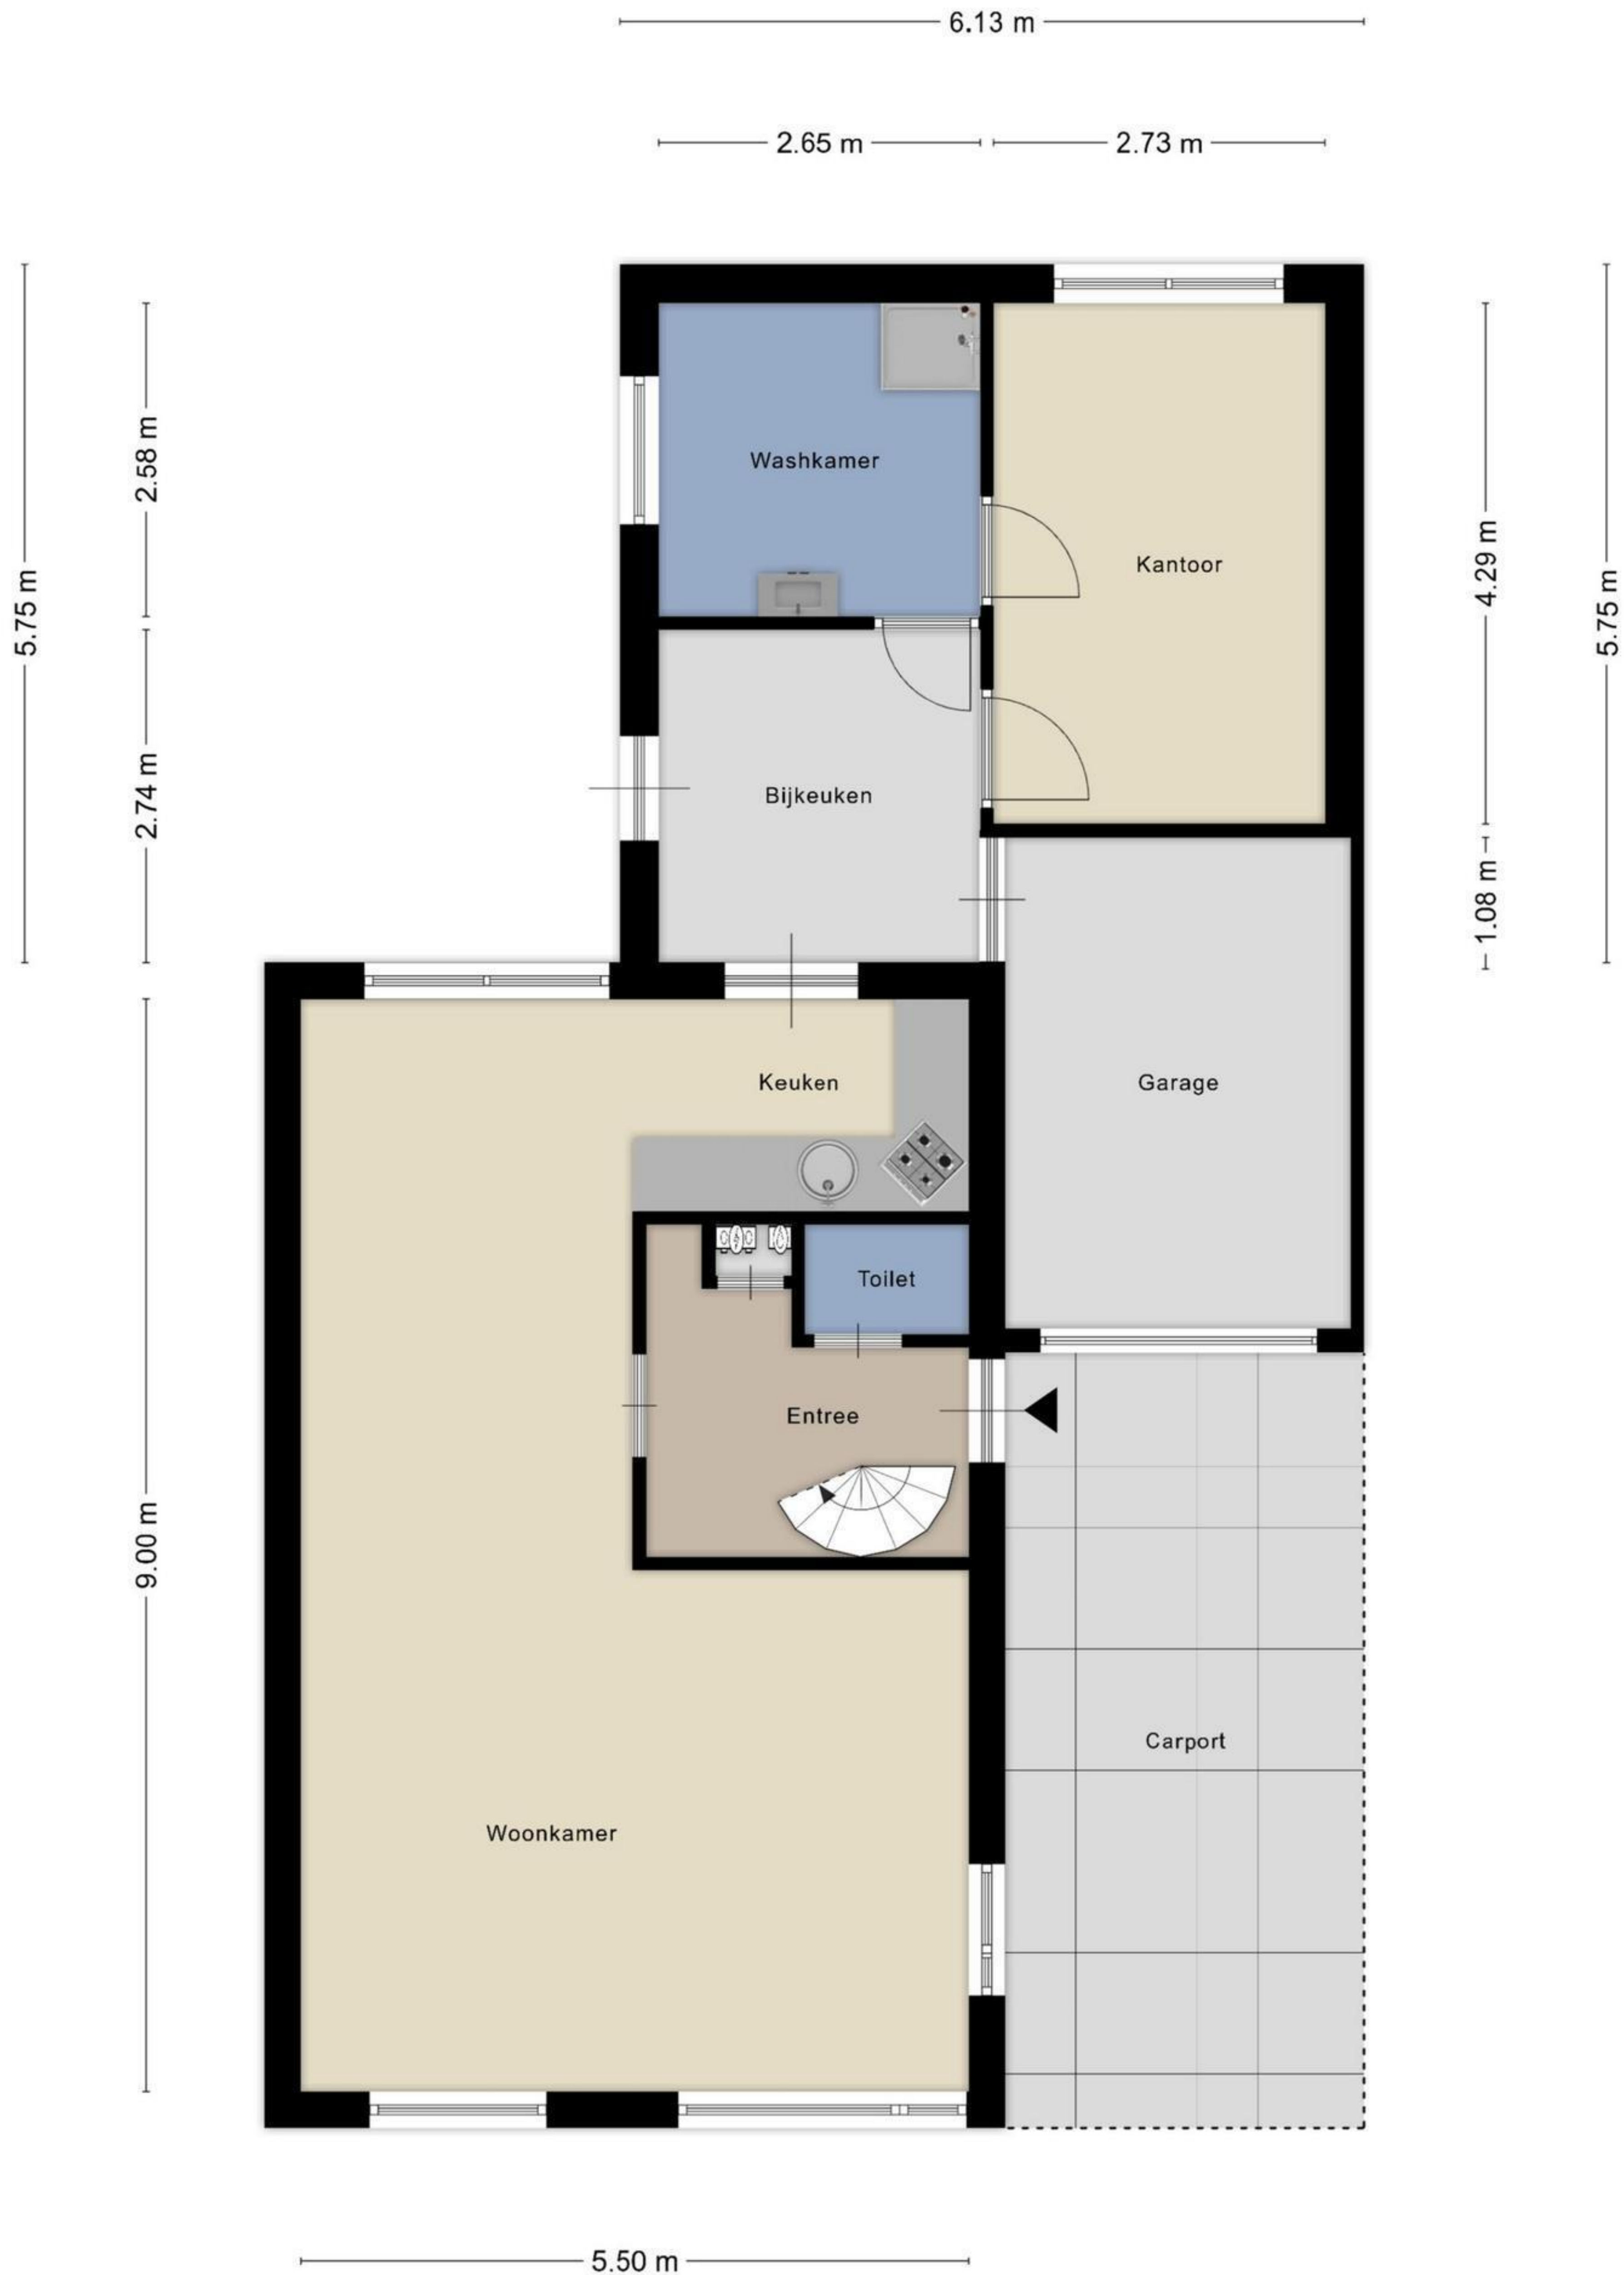 6.13 m
2.65 m
2.73 m
5.75 m
2.58 m
Washkamer
Kantoor
4.29 m
5.75 m
2.74 m
Bijkeuken
1.08 m
Keuken
Garage
Toilet
Entree
9.00 m
Carport
Woonkamer
5.50 m